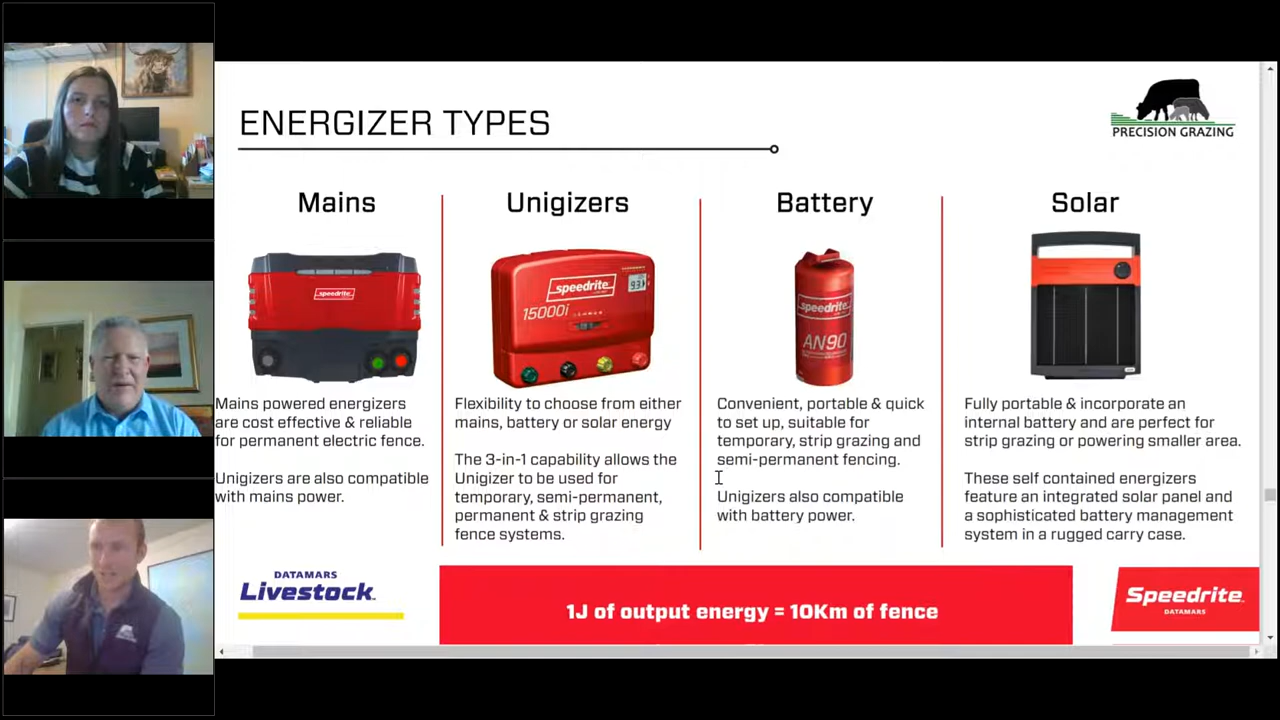 ENERGIZER TYPES
PRECISION GRAZING
Mains
Unigizers
Battery
Solar
speedrite
speedrite
15000i
9.3
speedrite
AN90
Mains powered energizers
are cost effective & reliable
for permanent electric fence.
Unigizers are also compatible
with mains power.
Flexibility to choose from either
mains, battery or solar energy
The 3-in-1 capability allows the
Unigizer to be used for
temporary, semi-permanent,
permanent & strip grazing
fence systems.
Convenient, portable & quick
to set up, suitable for
temporary, strip grazing and
semi-permanent fencing.
Unigizers also compatible
with battery power.
Fully portable & incorporate an
internal battery and are perfect for
strip grazing or powering smaller area.
These self contained energizers
feature an integrated solar panel and
a sophisticated battery management
system in a rugged carry case.
DATAMARS
Livestock
1J of output energy = 10Km of fence
Speedrite
DATAMARS